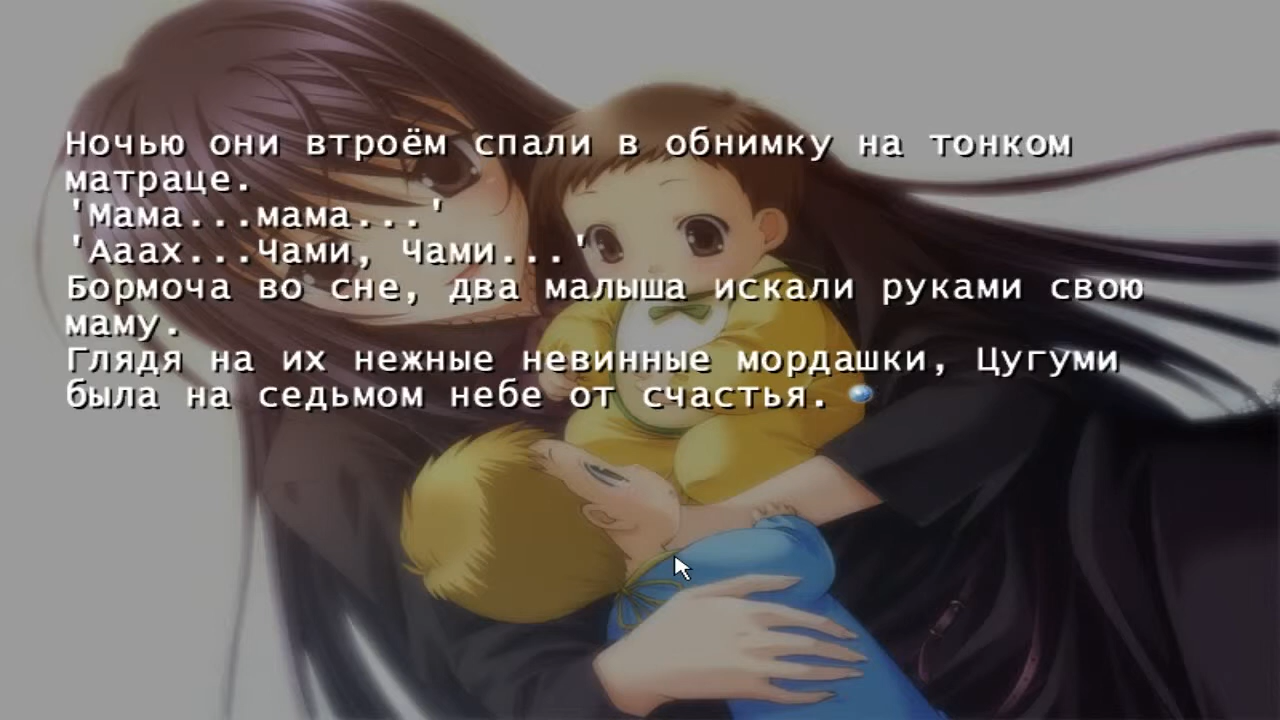 Ночью они втроём спали в обнимку на тонком
матраце.
'Мама...мама...'
'Ааах...Чами, Чами...'
Бормоча во сне, два малыша искали руками свою
маму.
Глядя на их нежные невинные мордашки, Цугуми
была на седьмом небе от счастья.